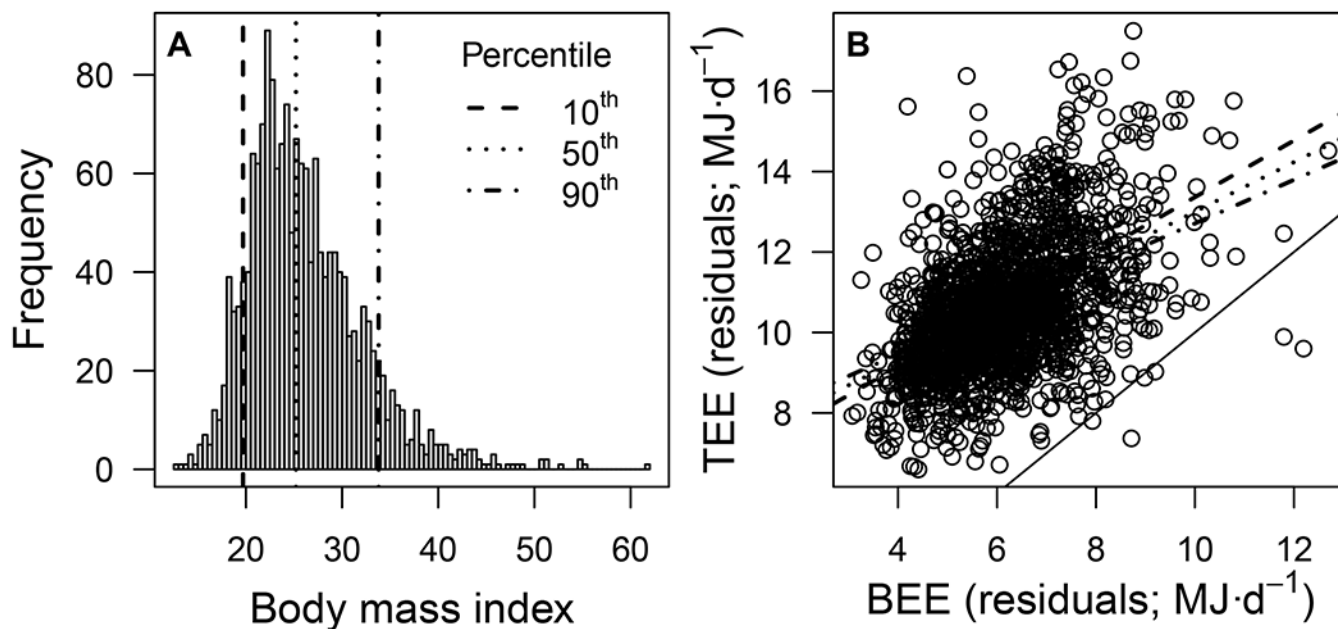 A
Percentile
10th
50th
90th
Frequency
80
60
40
20
0
20 30 40 50 60
Body mass index
B
TEE (residuals; MJ·d−1)
16
14
12
10
8
4 6 8 10 12
BEE (residuals; MJ·d−1)